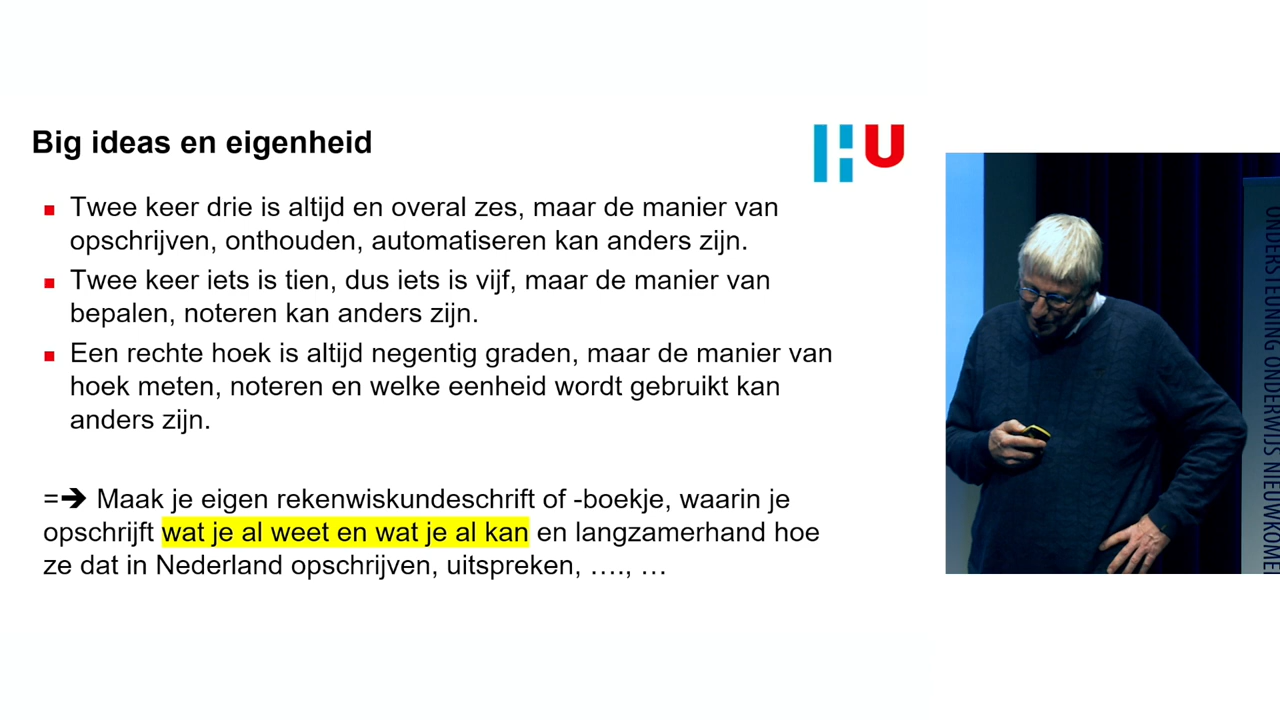 Big ideas en eigenheid
HU
Twee keer drie is altijd en overal zes, maar de manier van
opschrijven, onthouden, automatiseren kan anders zijn.
Twee keer iets is tien, dus iets is vijf, maar de manier van
bepalen, noteren kan anders zijn.
Een rechte hoek is altijd negentig graden, maar de manier van
hoek meten, noteren en welke eenheid wordt gebruikt kan
anders zijn.
=➔ Maak je eigen rekenwiskundeschrift of -boekje, waarin je
opschrijft wat je al weet en wat je al kan en langzamerhand hoe
ze dat in Nederland opschrijven, uitspreken, …., …
ONDERSTEUNING ONDERWIJS NIEUWKOME